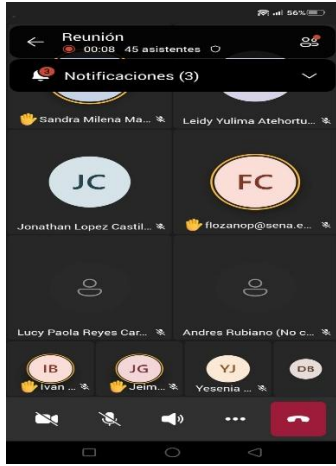 56%
Reunión
00:08 45 asistentes
3
Notificaciones (3)
Sandra Milena Ma...
Leidy Yulima Atehortu...
JC
FC
Jonathan Lopez Castil...
flozanop@sena.e...
Lucy Paola Reyes Car...
Andres Rubiano (No c...
IB
JG
YJ
DB
Ivan ...
Jeim...
Yesenia ...